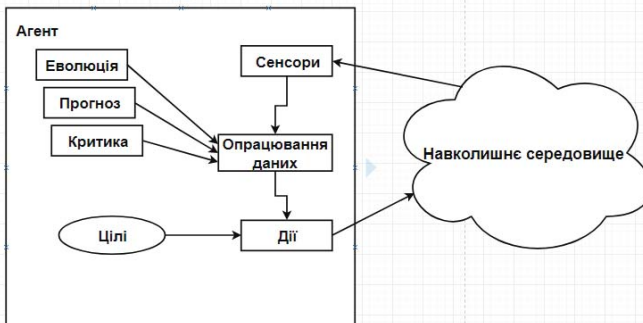 Агент
Еволюція
Сенсори
Прогноз
Критика
Опрацювання
даних
Навколишнє середовище
Цілі
Дії